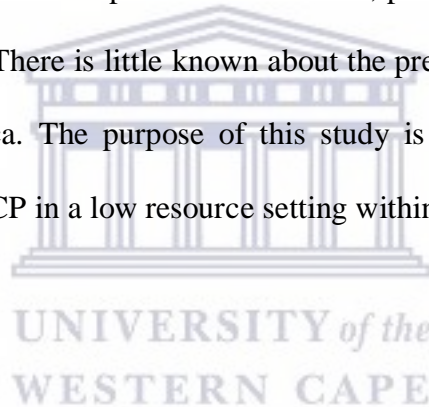 There is little known about the pre
a. The purpose of this study is
CP in a low resource setting within
UNIVERSITY of the
WESTERN CAPE